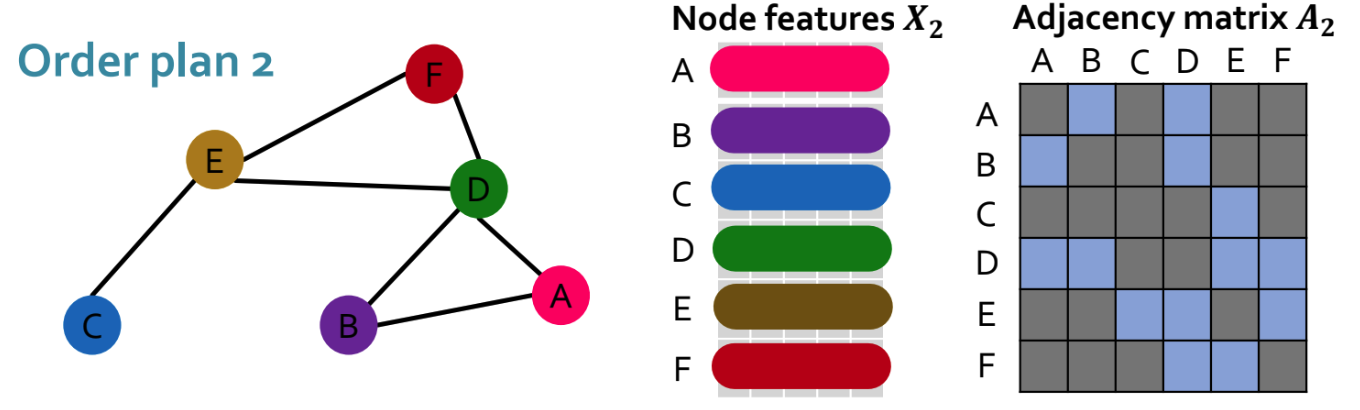 Order plan 2
F
E
D
A
C
B
Node features X₂
A
B
C
D
E
F
Adjacency matrix A₂
A B C D E F
A
B
C
D
E
F